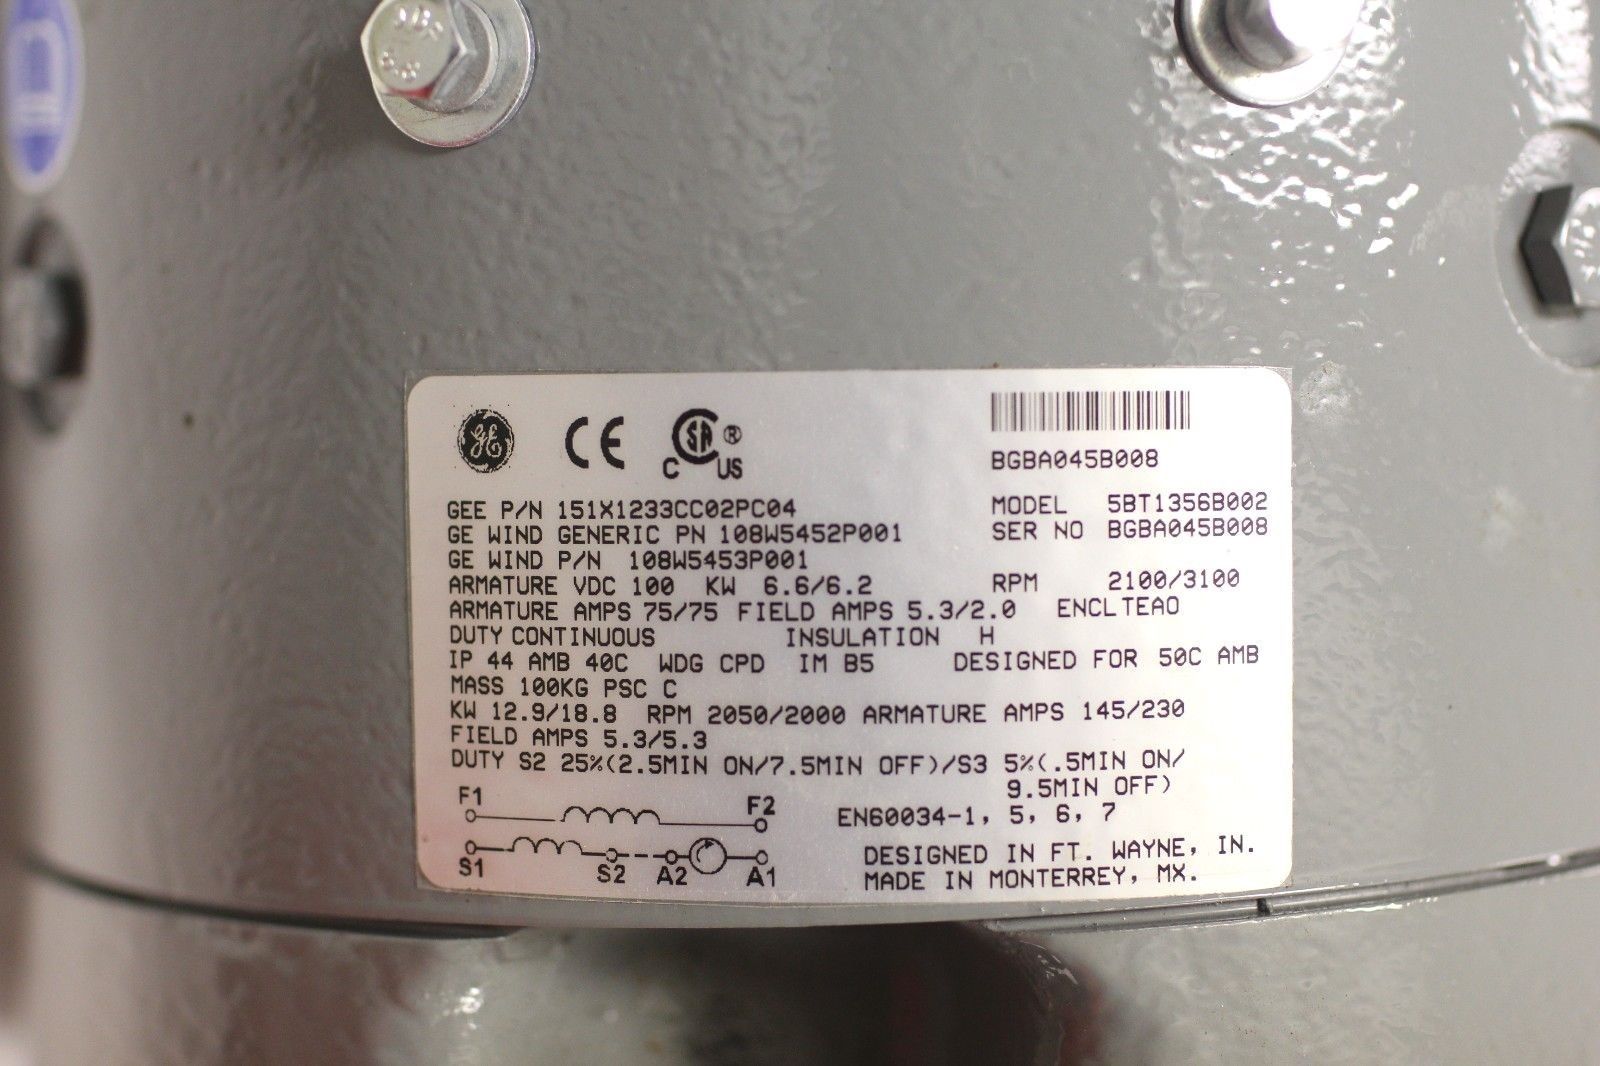 GE CE CSA® C US
BGBA045B008
GEE P/N 151X1233CC02PC04 MODEL 5BT1356B002
GE WIND GENERIC PN 108W5452P001 SER NO BGBA045B008
GE WIND P/N 108W5453P001
ARMATURE VDC 100 KW 6.6/6.2 RPM 2100/3100
ARMATURE AMPS 75/75 FIELD AMPS 5.3/2.0 ENCL TEAO
DUTY CONTINUOUS INSULATION H
IP 44 AMB 40C WDG CPD IM B5 DESIGNED FOR 50C AMB
MASS 100KG PSC C
KW 12.9/18.8 RPM 2050/2000 ARMATURE AMPS 145/230
FIELD AMPS 5.3/5.3
DUTY S2 25%(2.5MIN ON/7.5MIN OFF)/S3 5%(.5MIN ON/
9.5MIN OFF)
F1 F2
EN60034-1, 5, 6, 7
S1 S2 A2 A1
DESIGNED IN FT. WAYNE, IN.
MADE IN MONTERREY, MX.